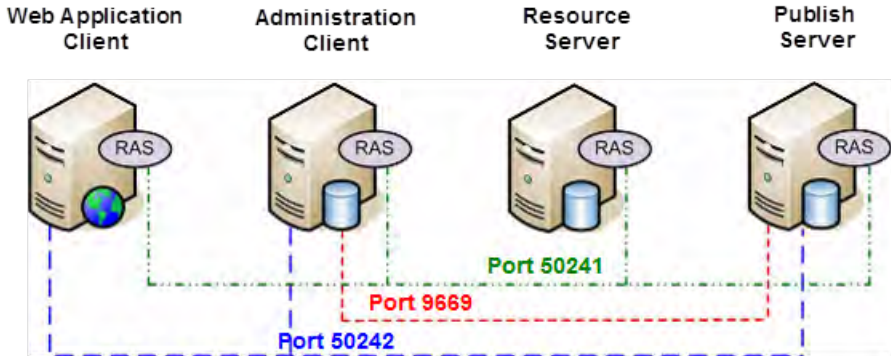 Web Application
Client
Administration
Client
Resource
Server
Publish
Server
RAS
RAS
RAS
RAS
Port 50241
Port 9669
Port 50242